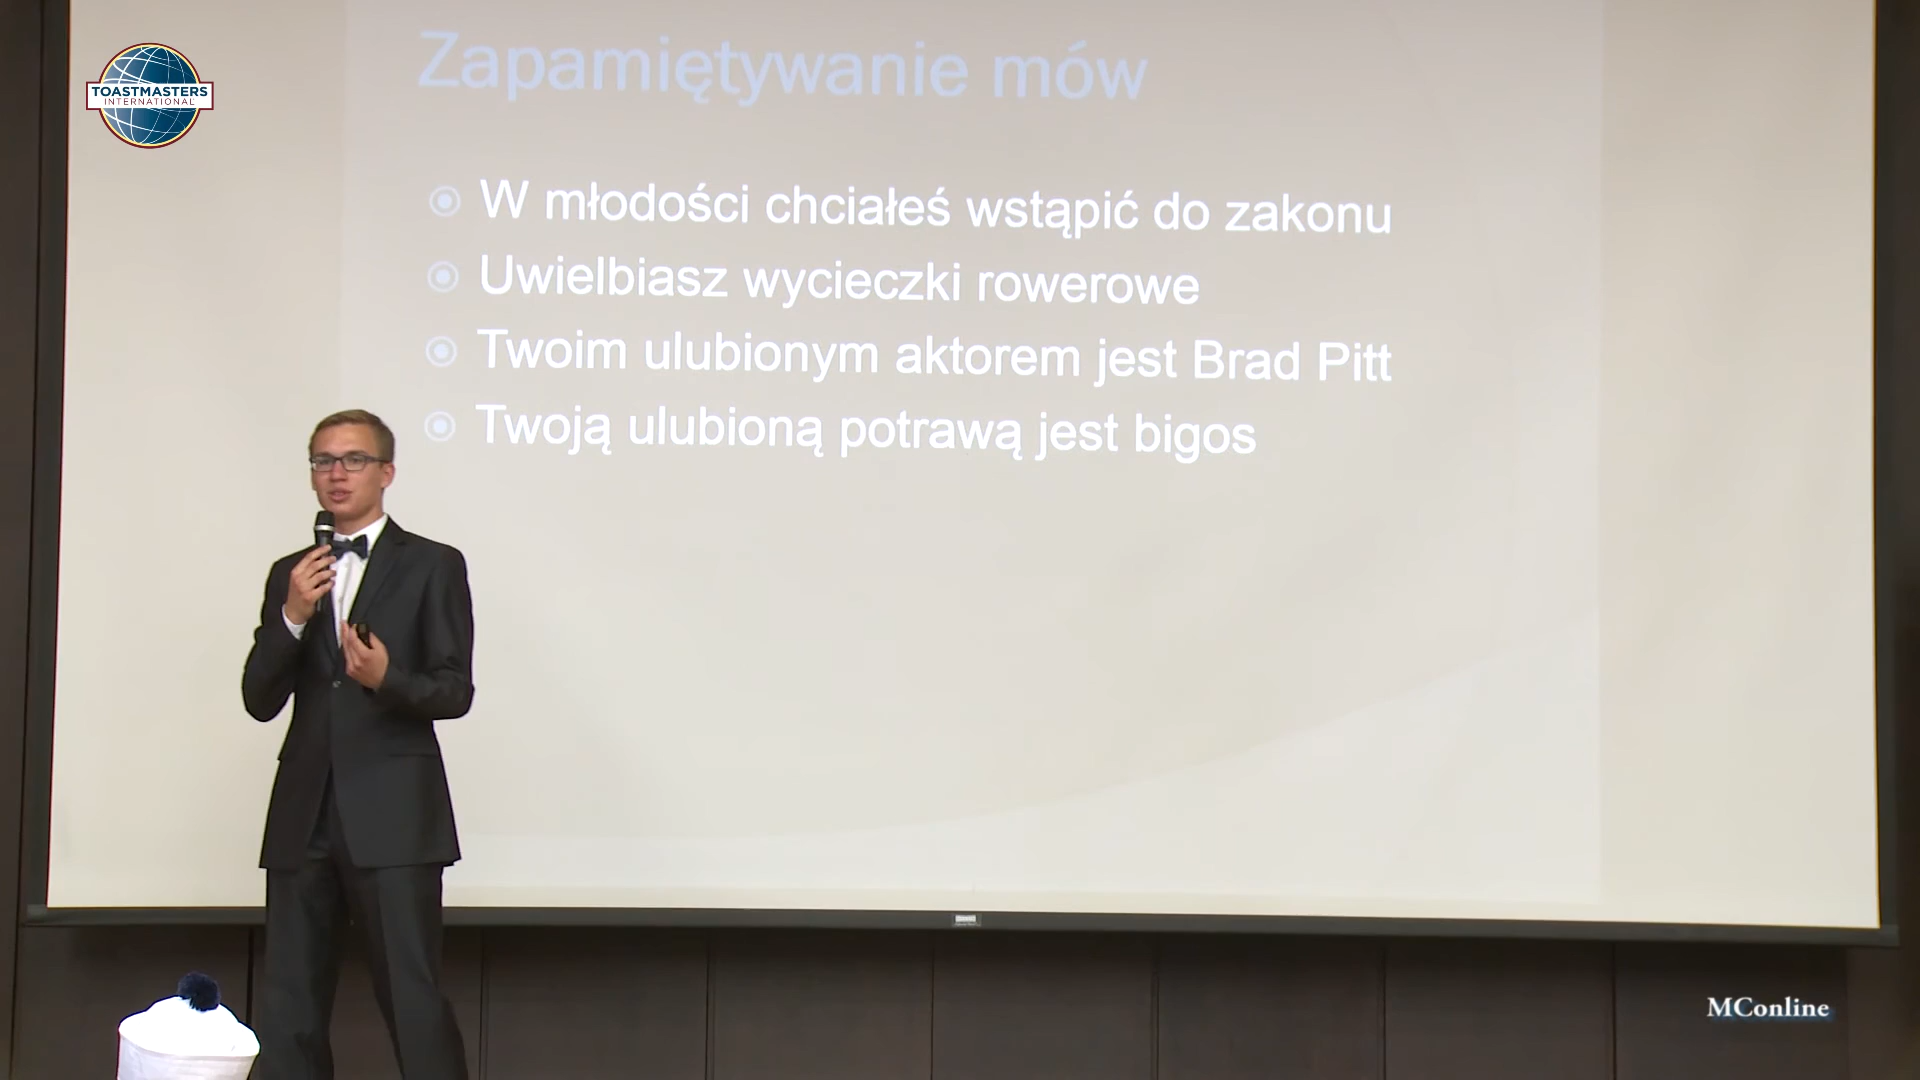 TOASTMASTERS
INTERNATIONAL
Zapamiętywanie mów
W młodości chciałeś wstąpić do zakonu
Uwielbiasz wycieczki rowerowe
Twoim ulubionym aktorem jest Brad Pitt
Twoją ulubioną potrawą jest bigos
MConline